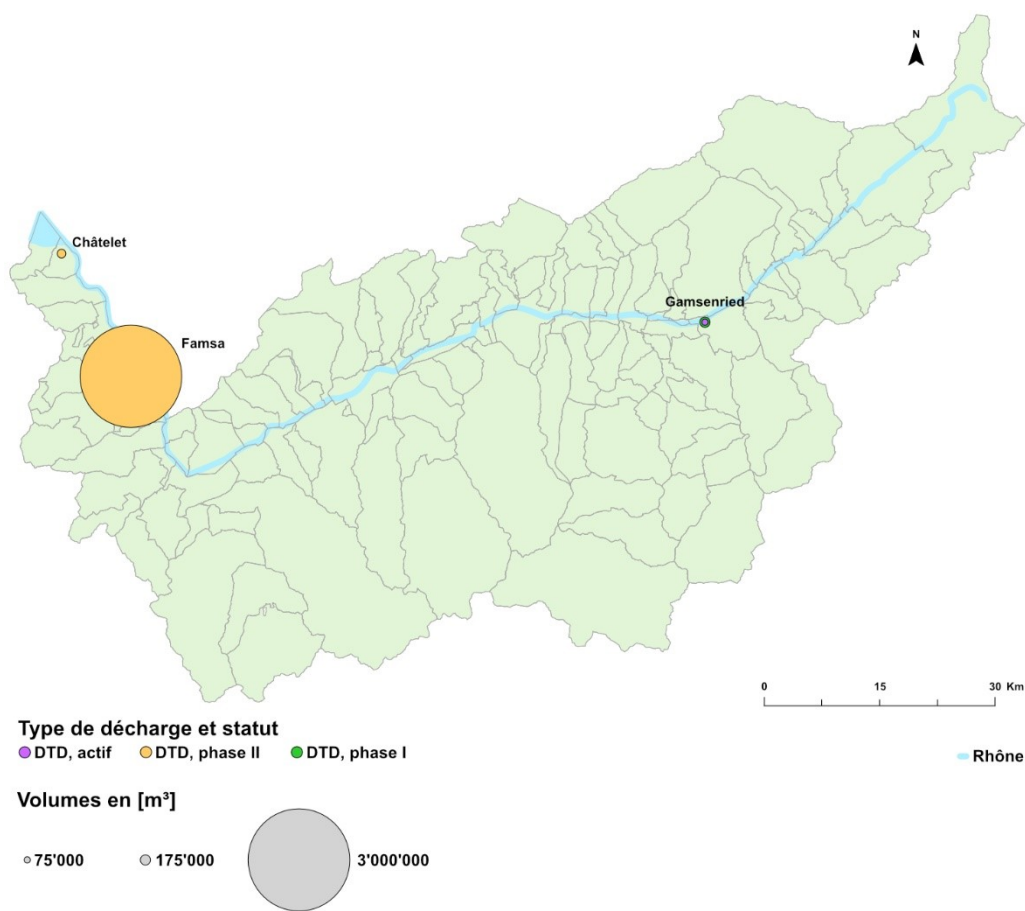 N
Châtelet
Gamsenried
Famsa
0 15 30 Km
Type de décharge et statut
DTD, actif DTD, phase II DTD, phase I
Rhône
Volumes en [m³]
75'000 175'000 3'000'000